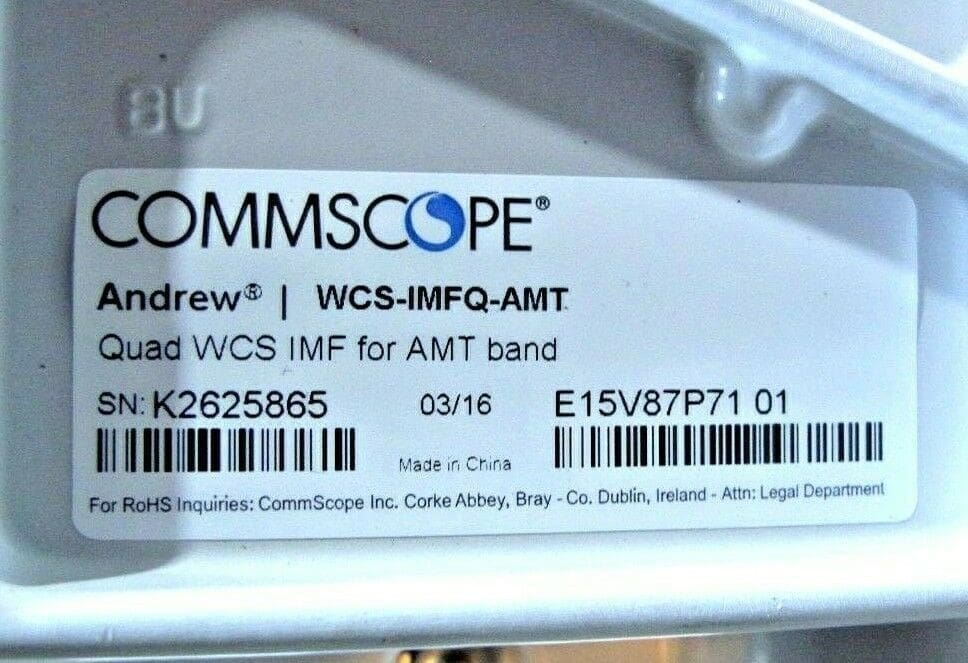 8U
COMMSCOPE®
Andrew® | WCS-IMFQ-AMT
Quad WCS IMF for AMT band
SN: K2625865 03/16 E15V87P71 01
Made in China
For RoHS Inquiries: CommScope Inc. Corke Abbey, Bray - Co. Dublin, Ireland - Attn: Legal Department